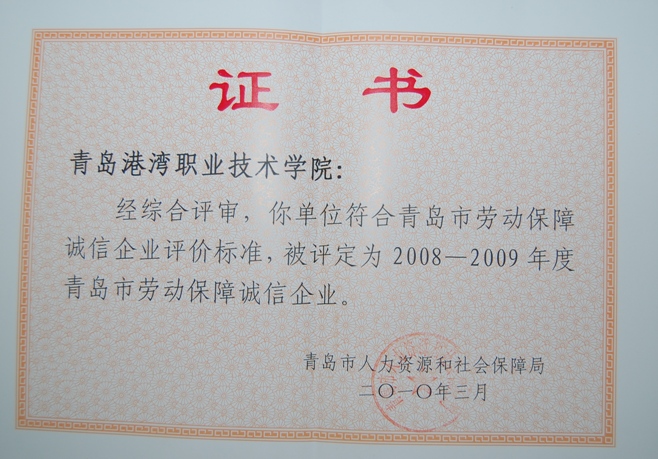 证 书
青岛港湾职业技术学院：
经综合评审，你单位符合青岛市劳动保障
诚信企业评价标准，被评定为 2008—2009 年度
青岛市劳动保障诚信企业。
青岛市人力资源和社会保障局
二〇一〇年三月